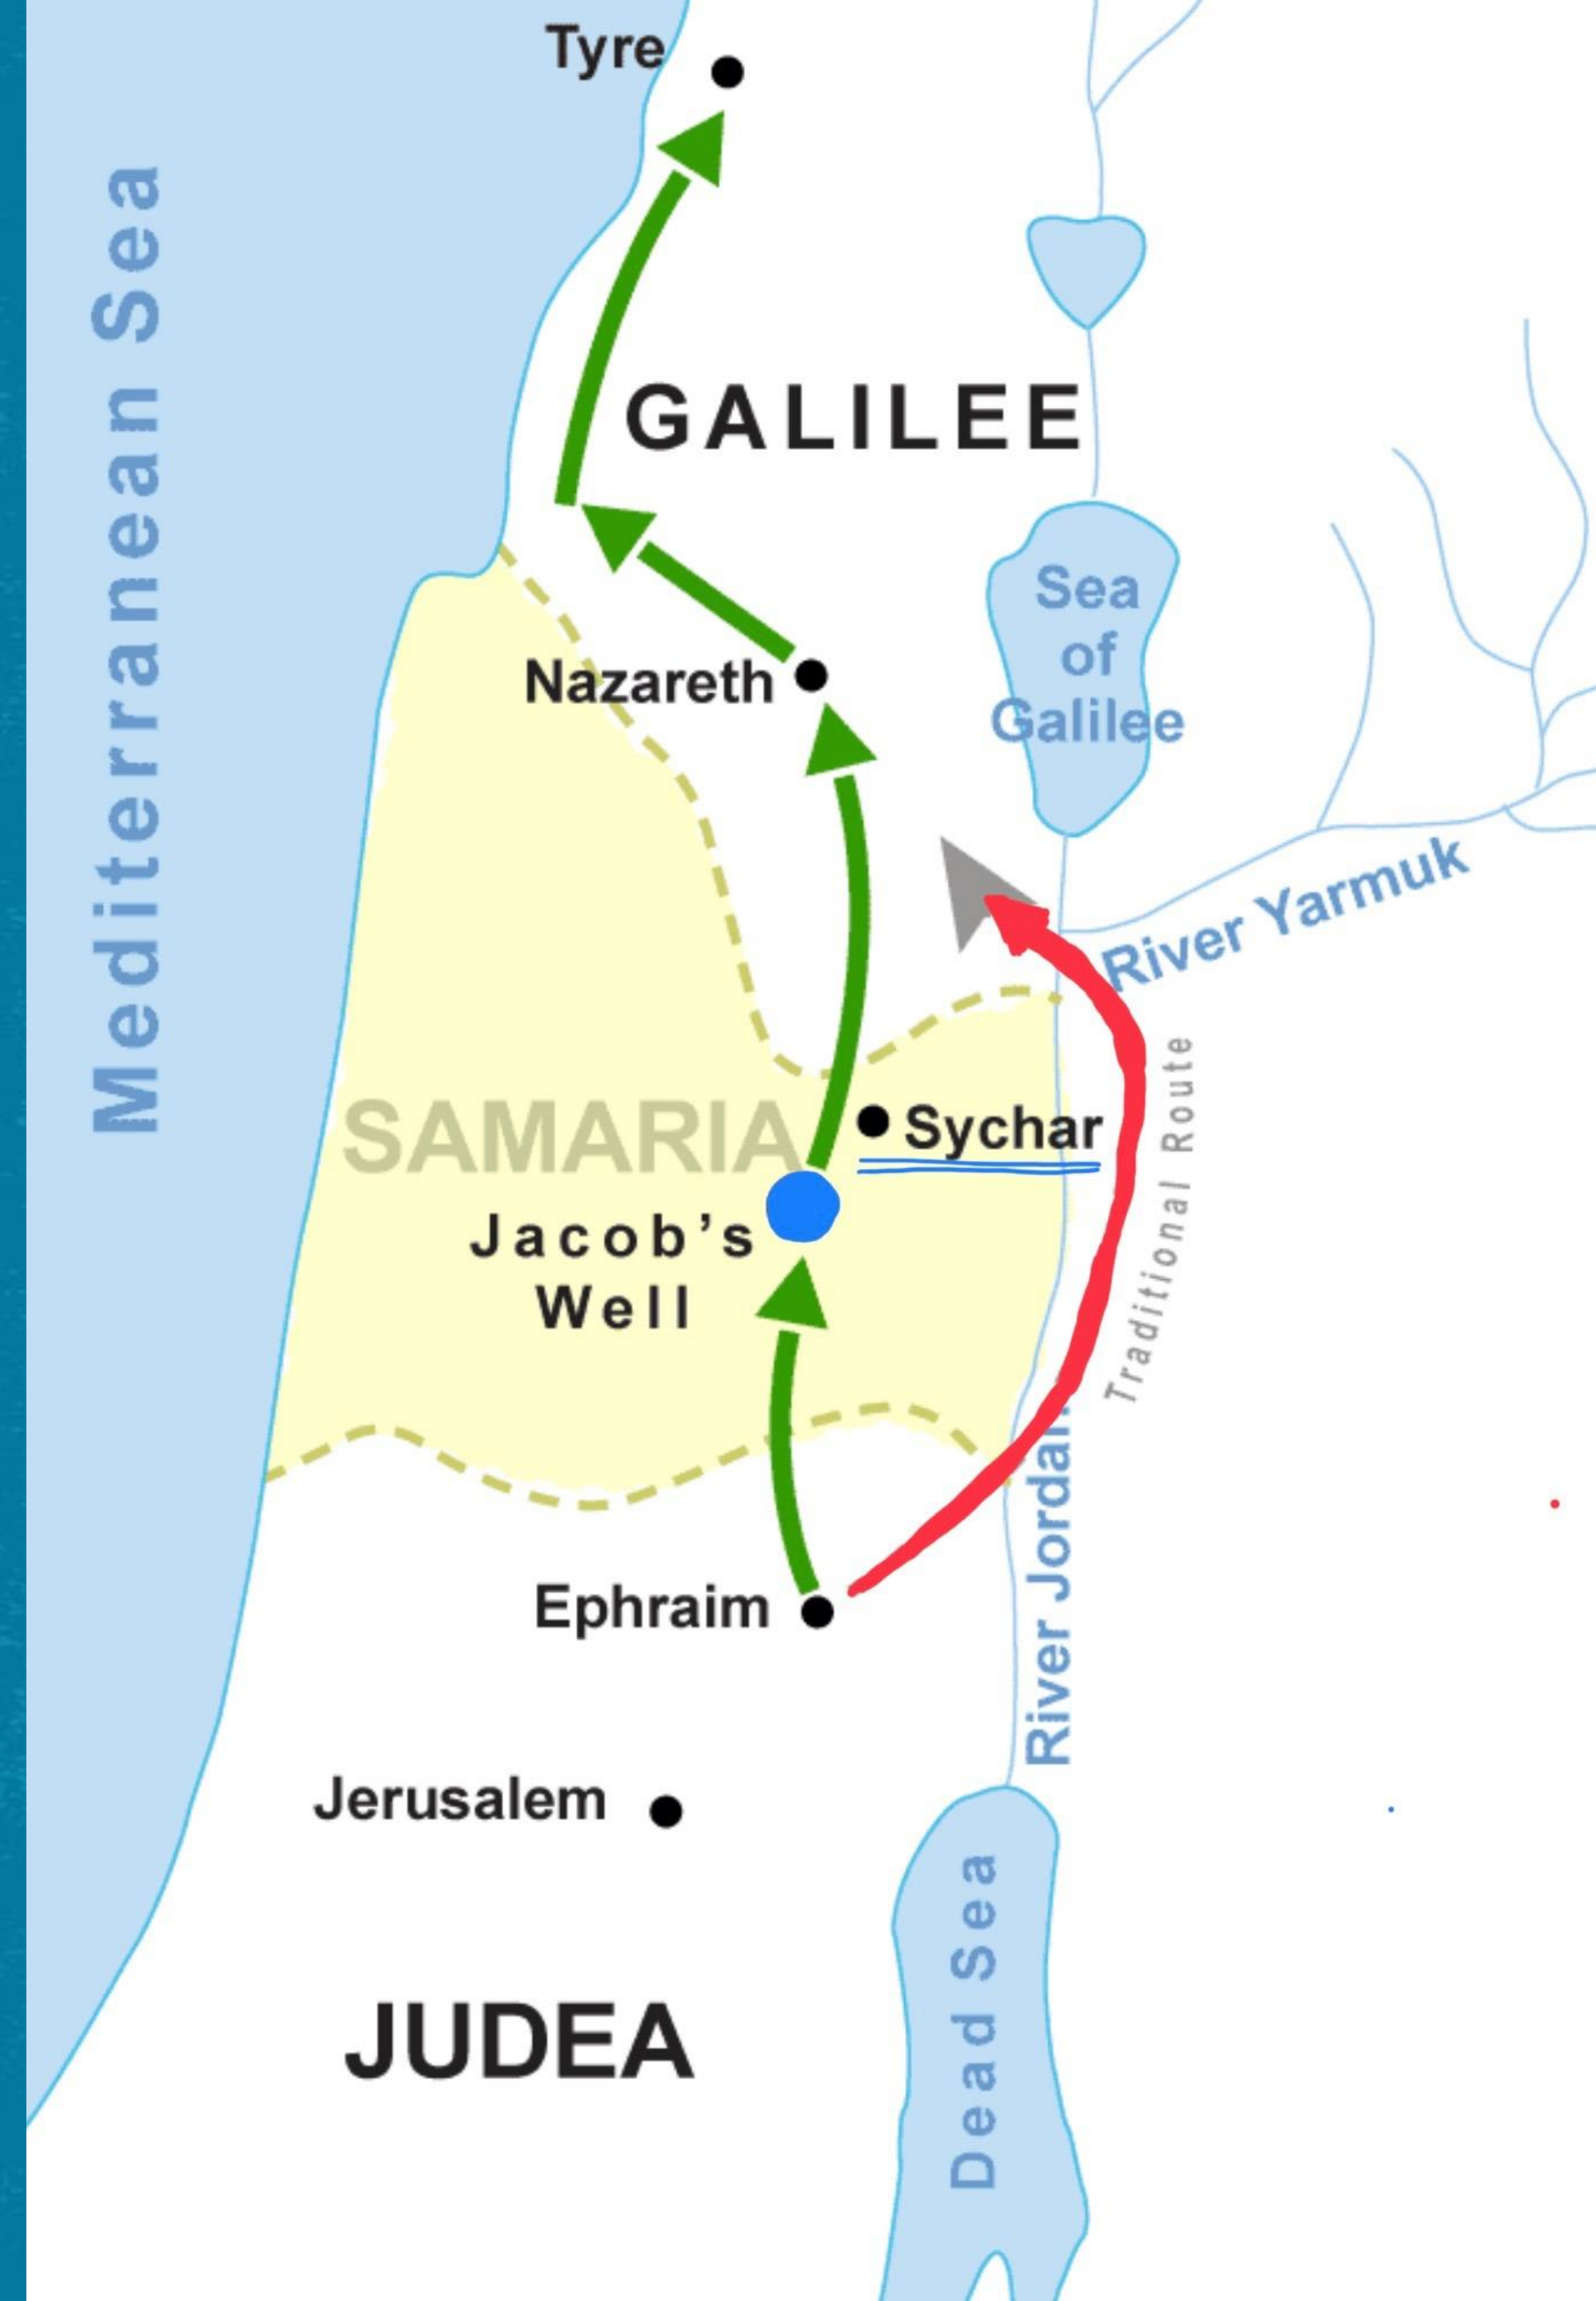 Tyre
Mediterranean Sea
GALILEE
Sea
of
Galilee
Nazareth
River Yarmuk
Traditional Route
SAMARIA
Sychar
Jacob's
Well
River Jordan
Ephraim
Jerusalem
Dead Sea
JUDEA